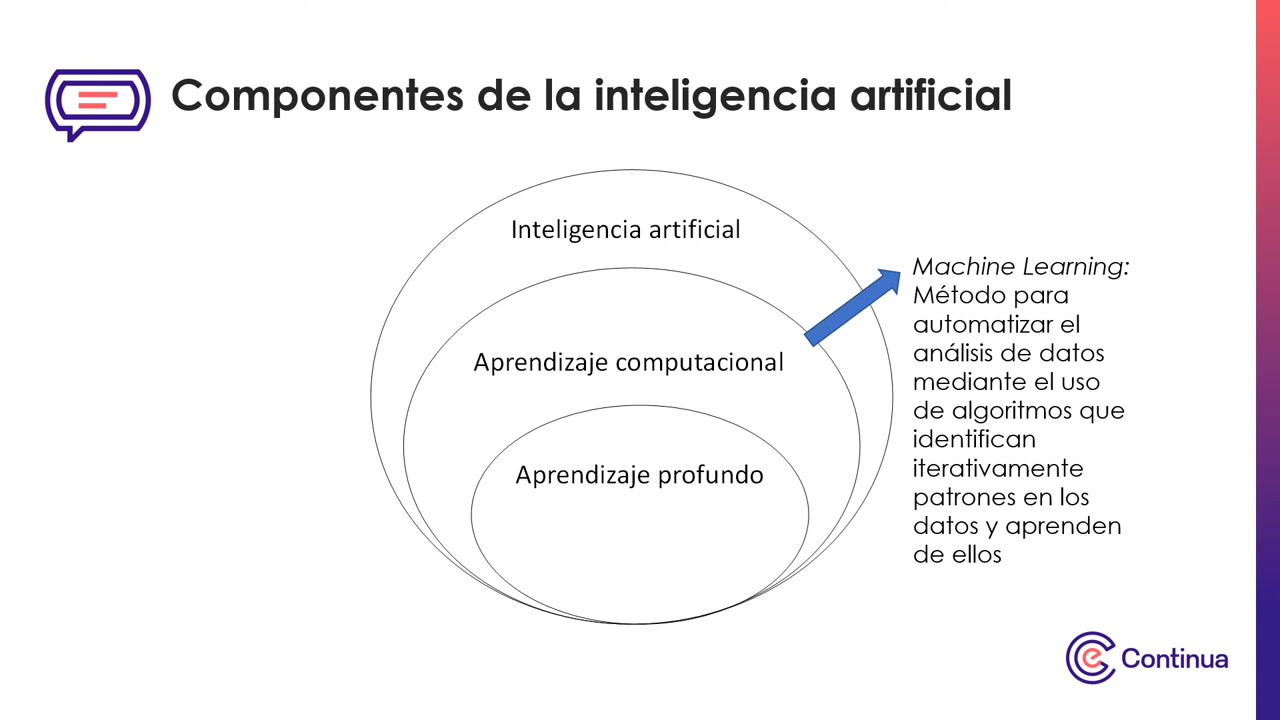 Componentes de la inteligencia artificial
Inteligencia artificial
Aprendizaje computacional
Aprendizaje profundo
Machine Learning:
Método para
automatizar el
análisis de datos
mediante el uso
de algoritmos que
identifican
iterativamente
patrones en los
datos y aprenden
de ellos
e Continua